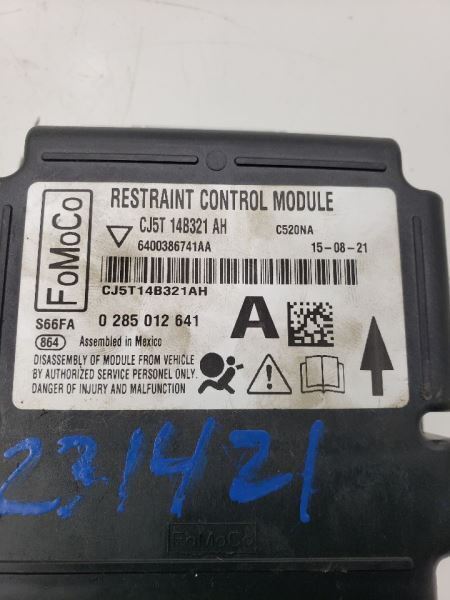 FoMoCo
RESTRAINT CONTROL MODULE
CJ5T 14B321 AH
C520NA
6400386741AA
15-08-21
CJ5T14B321AH
S66FA
0 285 012 641
A
864
Assembled in Mexico
DISASSEMBLY OF MODULE FROM VEHICLE
BY AUTHORIZED SERVICE PERSONEL ONLY.
DANGER OF INJURY AND MALFUNCTION
231421
FoMoCo